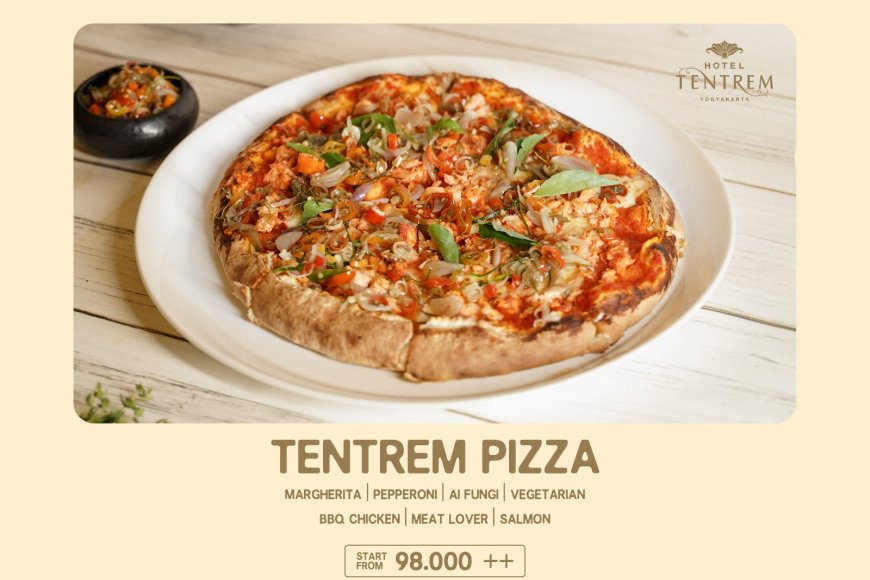 HOTEL
TENTREM
YOGYAKARTA
TENTREM PIZZA
MARGHERITA | PEPPERONI | AI FUNGI | VEGETARIAN
BBQ CHICKEN | MEAT LOVER | SALMON
START FROM 98.000 ++